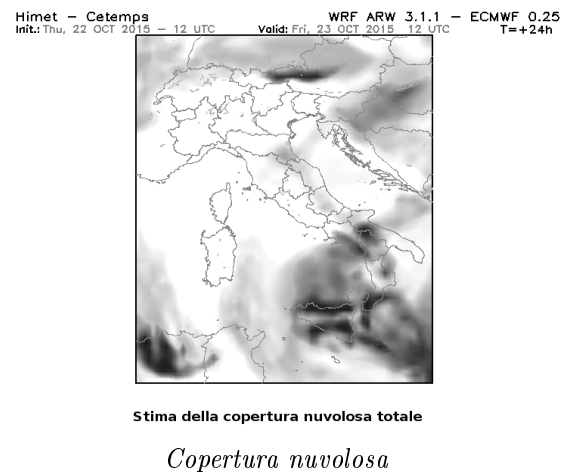 Himet – Cetemps WRF ARW 3.1.1 – ECMWF 0.25
Init.: Thu, 22 OCT 2015 – 12 UTC Valid: Fri, 23 OCT 2015 12 UTC T=+24h
Stima della copertura nuvolosa totale
Copertura nuvolosa